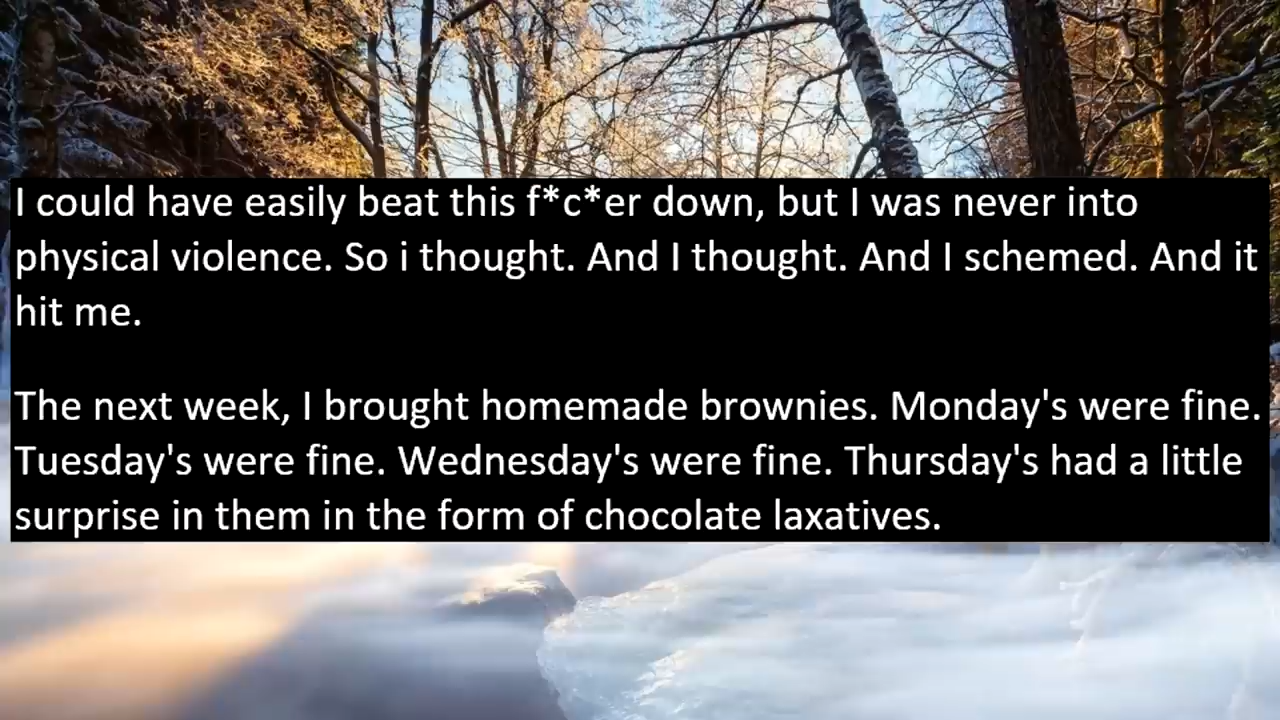 I could have easily beat this f*c*er down, but I was never into
physical violence. So i thought. And I thought. And I schemed. And it
hit me.
The next week, I brought homemade brownies. Monday's were fine.
Tuesday's were fine. Wednesday's were fine. Thursday's had a little
surprise in them in the form of chocolate laxatives.